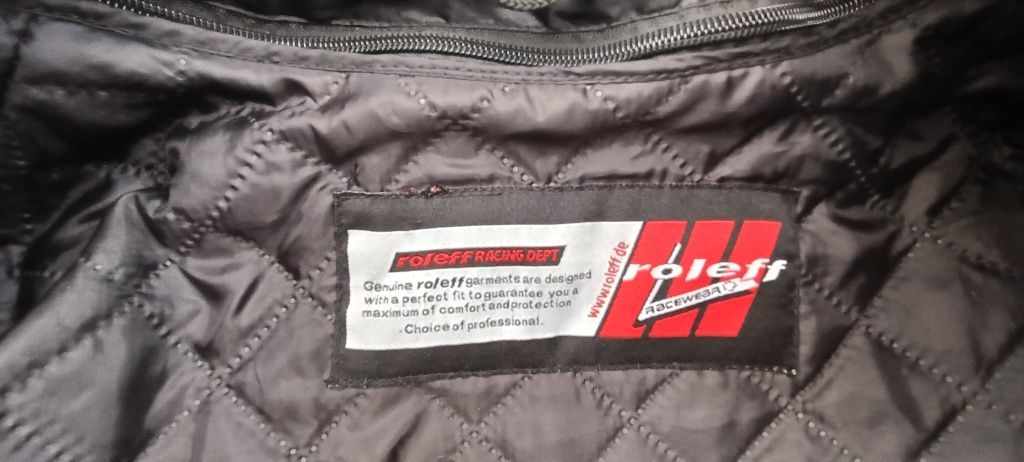 roleff RACING DEPT
Genuine roleff garments are designed
with a perfect fit to guarantee you a
maximum of comfort and protection
. Choice of professional.
www.roleff.de
roleff
RACEWEAR